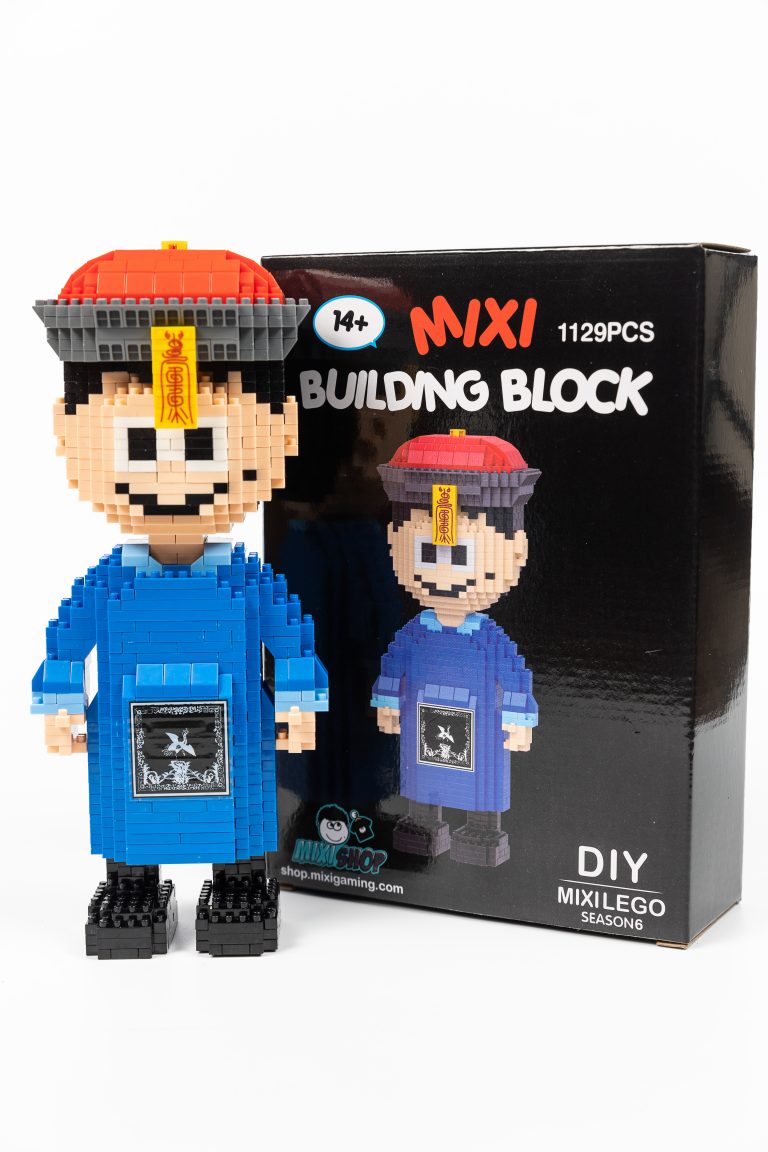 14+
MIXI
1129PCS
BUILDING BLOCK
MIXISHOP
shop.mixigaming.com
DIY
MIXILEGO
SEASON6